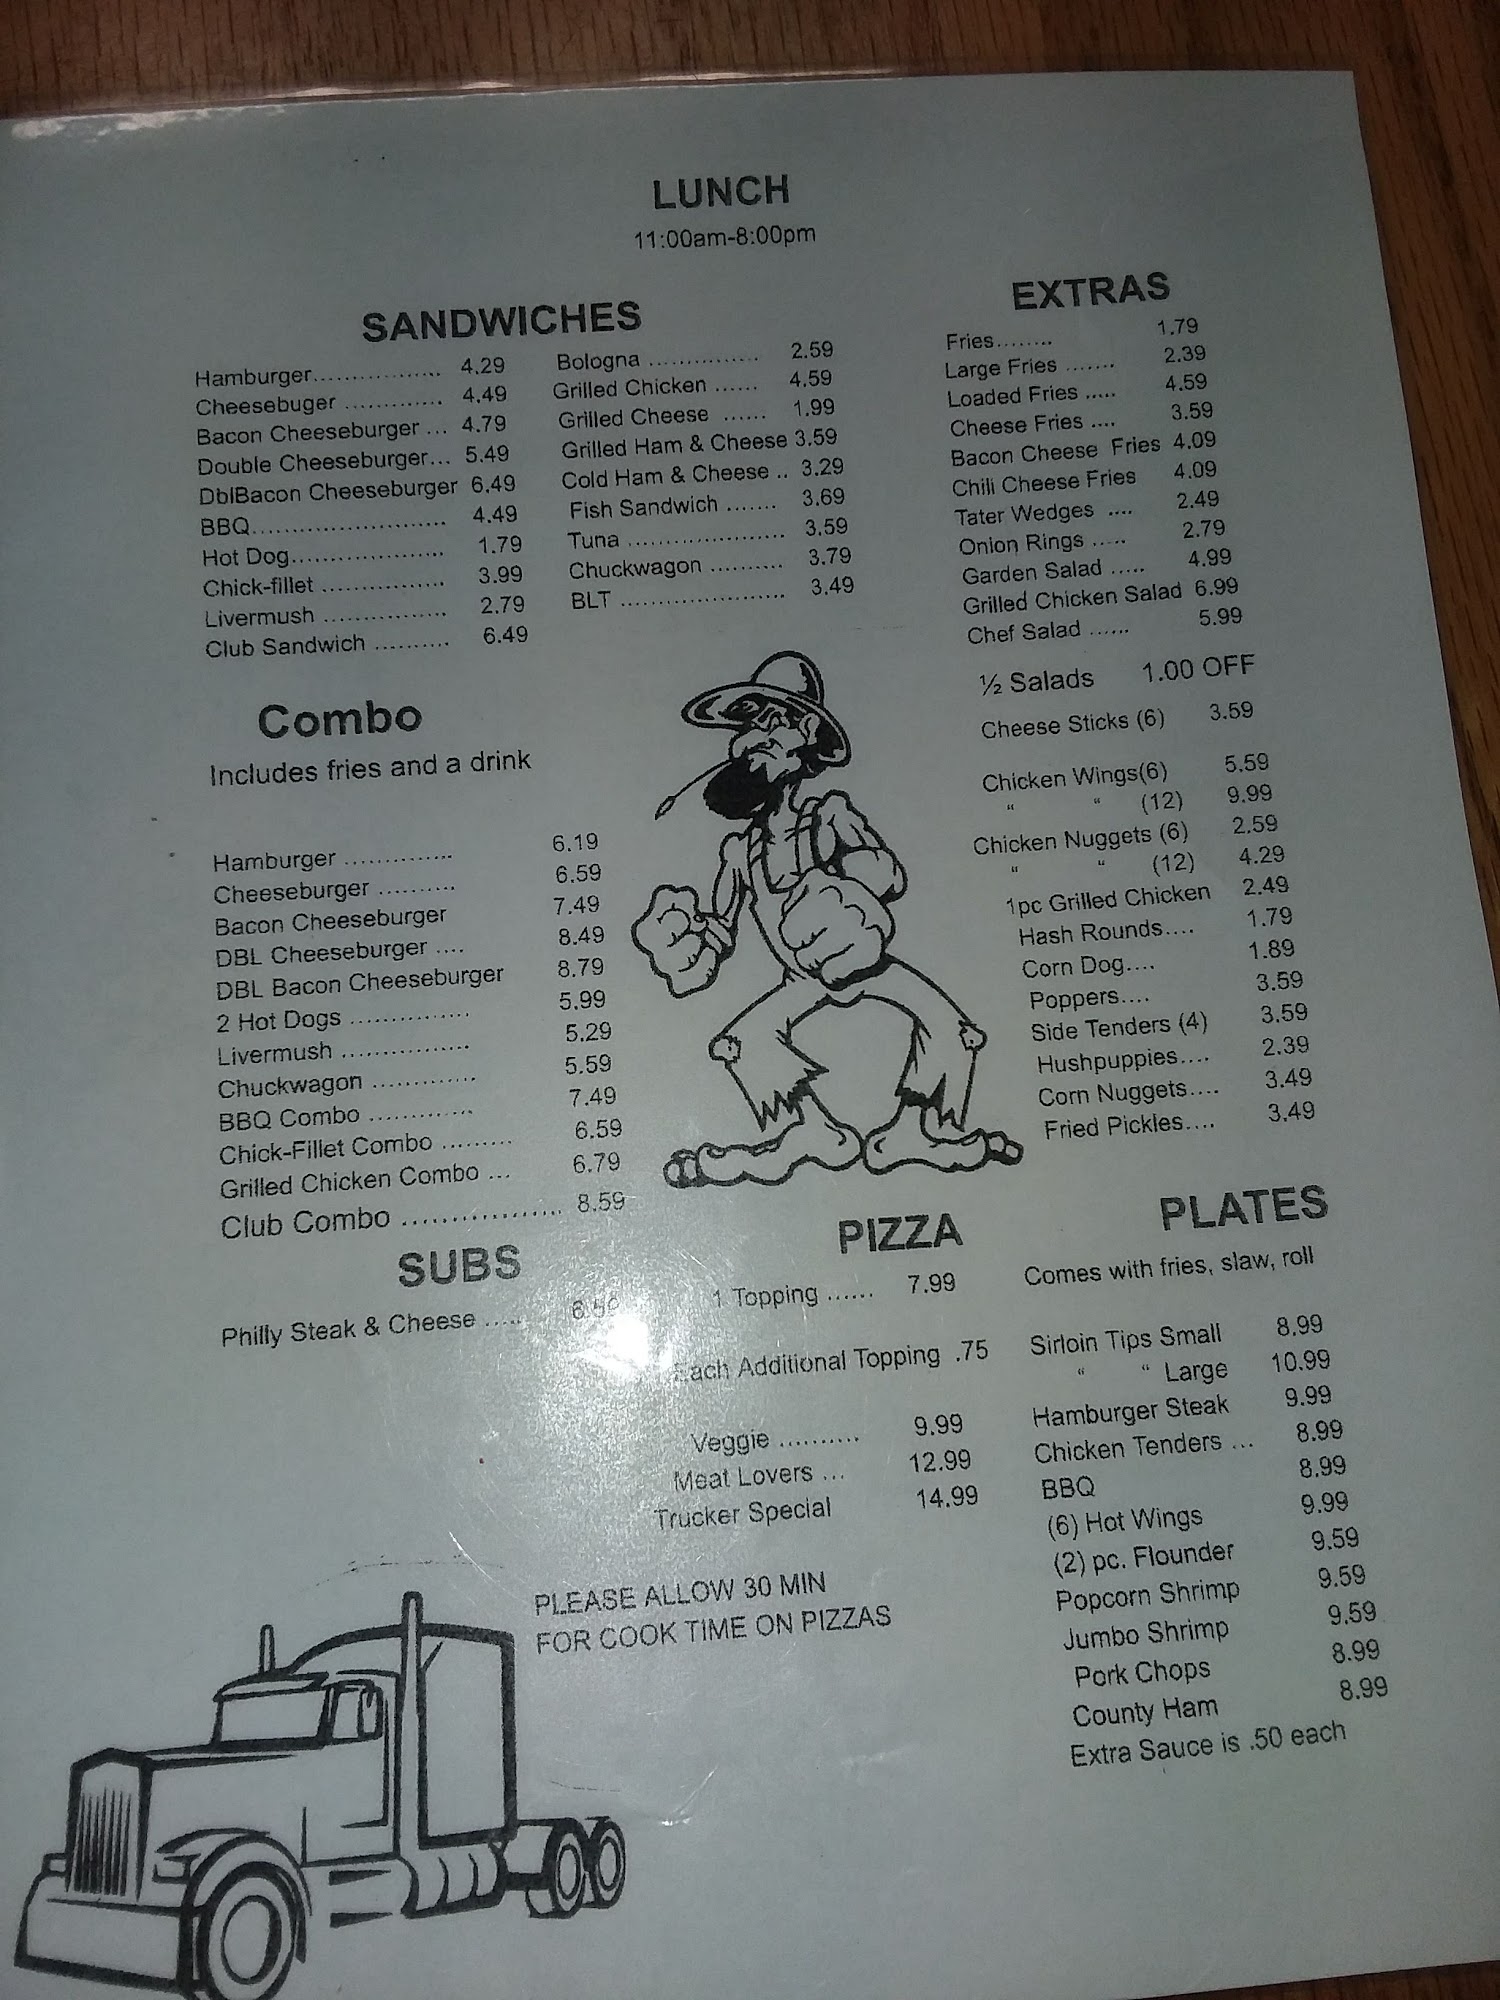 LUNCH
11:00am-8:00pm
SANDWICHES
Hamburger.................. 4.29
Cheesebuger ............. 4.49
Bacon Cheeseburger ... 4.79
Double Cheeseburger... 5.49
DblBacon Cheeseburger 6.49
BBQ......................... 4.49
Hot Dog.................... 1.79
Chick-fillet ................ 3.99
Livermush ................ 2.79
Club Sandwich .......... 6.49
Bologna ............... 2.59
Grilled Chicken ...... 4.59
Grilled Cheese ...... 1.99
Grilled Ham & Cheese 3.59
Cold Ham & Cheese .. 3.29
Fish Sandwich ....... 3.69
Tuna ..................... 3.59
Chuckwagon .......... 3.79
BLT ...................... 3.49
EXTRAS
Fries........ 1.79
Large Fries ....... 2.39
Loaded Fries ..... 4.59
Cheese Fries .... 3.59
Bacon Cheese Fries 4.09
Chili Cheese Fries 4.09
Tater Wedges .... 2.49
Onion Rings ..... 2.79
Garden Salad ..... 4.99
Grilled Chicken Salad 6.99
Chef Salad ...... 5.99
½ Salads 1.00 OFF
Cheese Sticks (6) 3.59
Chicken Wings(6) 5.59
“ “ (12) 9.99
Chicken Nuggets (6) 2.59
“ “ (12) 4.29
1pc Grilled Chicken 2.49
Hash Rounds.... 1.79
Corn Dog.... 1.89
Poppers.... 3.59
Side Tenders (4) 3.59
Hushpuppies.... 2.39
Corn Nuggets.... 3.49
Fried Pickles.... 3.49
Combo
Includes fries and a drink
Hamburger .............. 6.19
Cheeseburger .......... 6.59
Bacon Cheeseburger 7.49
DBL Cheeseburger .... 8.49
DBL Bacon Cheeseburger 8.79
2 Hot Dogs ................ 5.99
Livermush ................. 5.29
Chuckwagon ............. 5.59
BBQ Combo ............. 7.49
Chick-Fillet Combo ......... 6.59
Grilled Chicken Combo ... 6.79
Club Combo .................. 8.59
SUBS
Philly Steak & Cheese .....
PIZZA
1 Topping ...... 7.99
Each Additional Topping .75
Veggie .......... 9.99
Meat Lovers ... 12.99
Trucker Special 14.99
PLEASE ALLOW 30 MIN
FOR COOK TIME ON PIZZAS
PLATES
Comes with fries, slaw, roll
Sirloin Tips Small 8.99
“ “ Large 10.99
Hamburger Steak 9.99
Chicken Tenders ... 8.99
BBQ 8.99
(6) Hot Wings 9.99
(2) pc. Flounder 9.59
Popcorn Shrimp 9.59
Jumbo Shrimp 9.59
Pork Chops 8.99
County Ham 8.99
Extra Sauce is .50 each